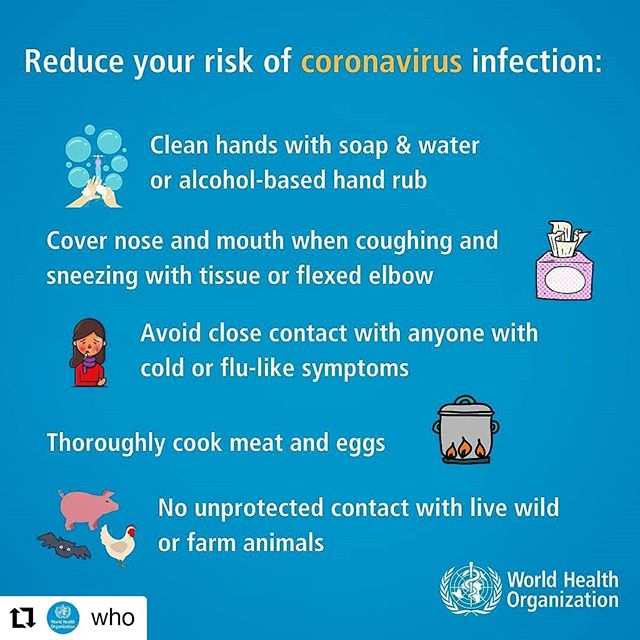 Reduce your risk of coronavirus infection:
Clean hands with soap & water
or alcohol-based hand rub
Cover nose and mouth when coughing and
sneezing with tissue or flexed elbow
Avoid close contact with anyone with
cold or flu-like symptoms
Thoroughly cook meat and eggs
No unprotected contact with live wild
or farm animals
World Health
Organization
World Health
Organization
who